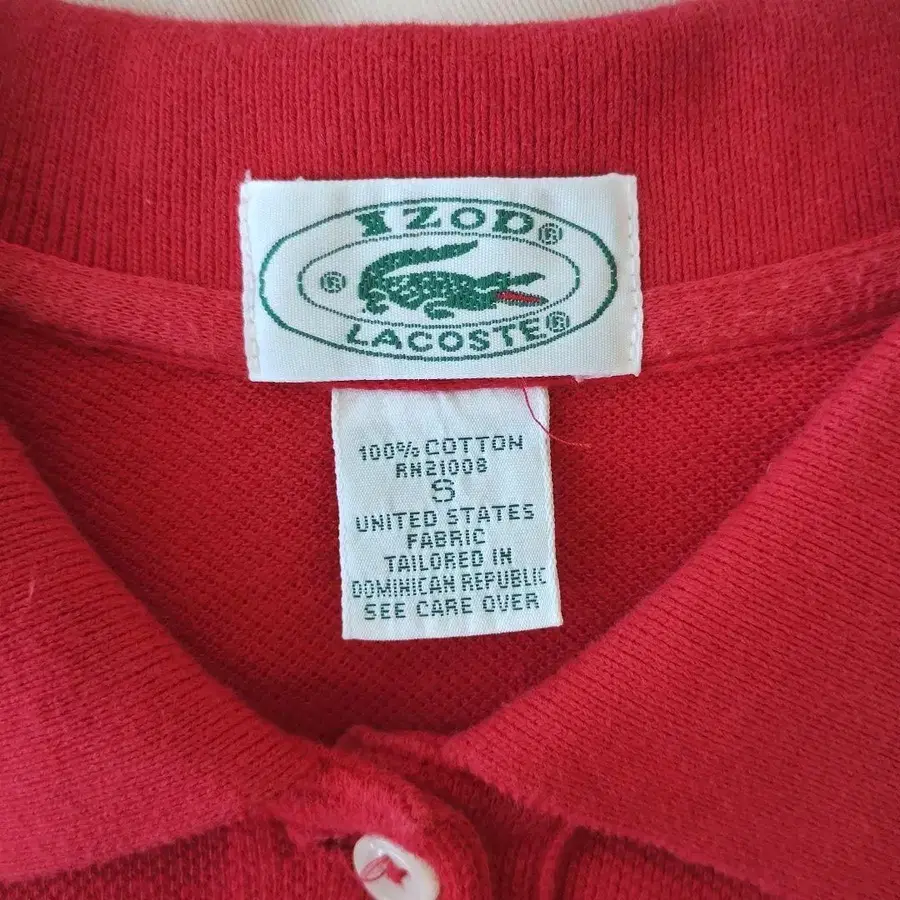 IZOD®
®
LACOSTE®
100% COTTON
RN21008
S
UNITED STATES
FABRIC
TAILORED IN
DOMINICAN REPUBLIC
SEE CARE OVER